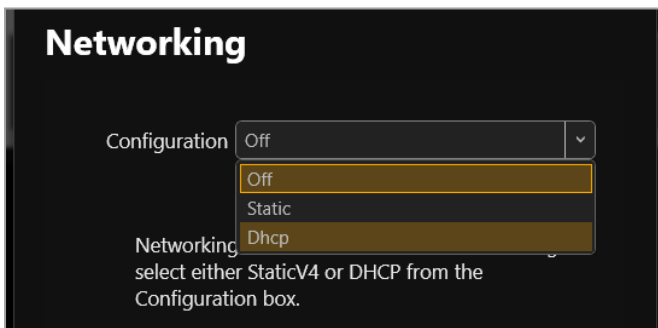 Networking
Configuration Off
Off
Static
Dhcp
Networking
select either StaticV4 or DHCP from the
Configuration box.